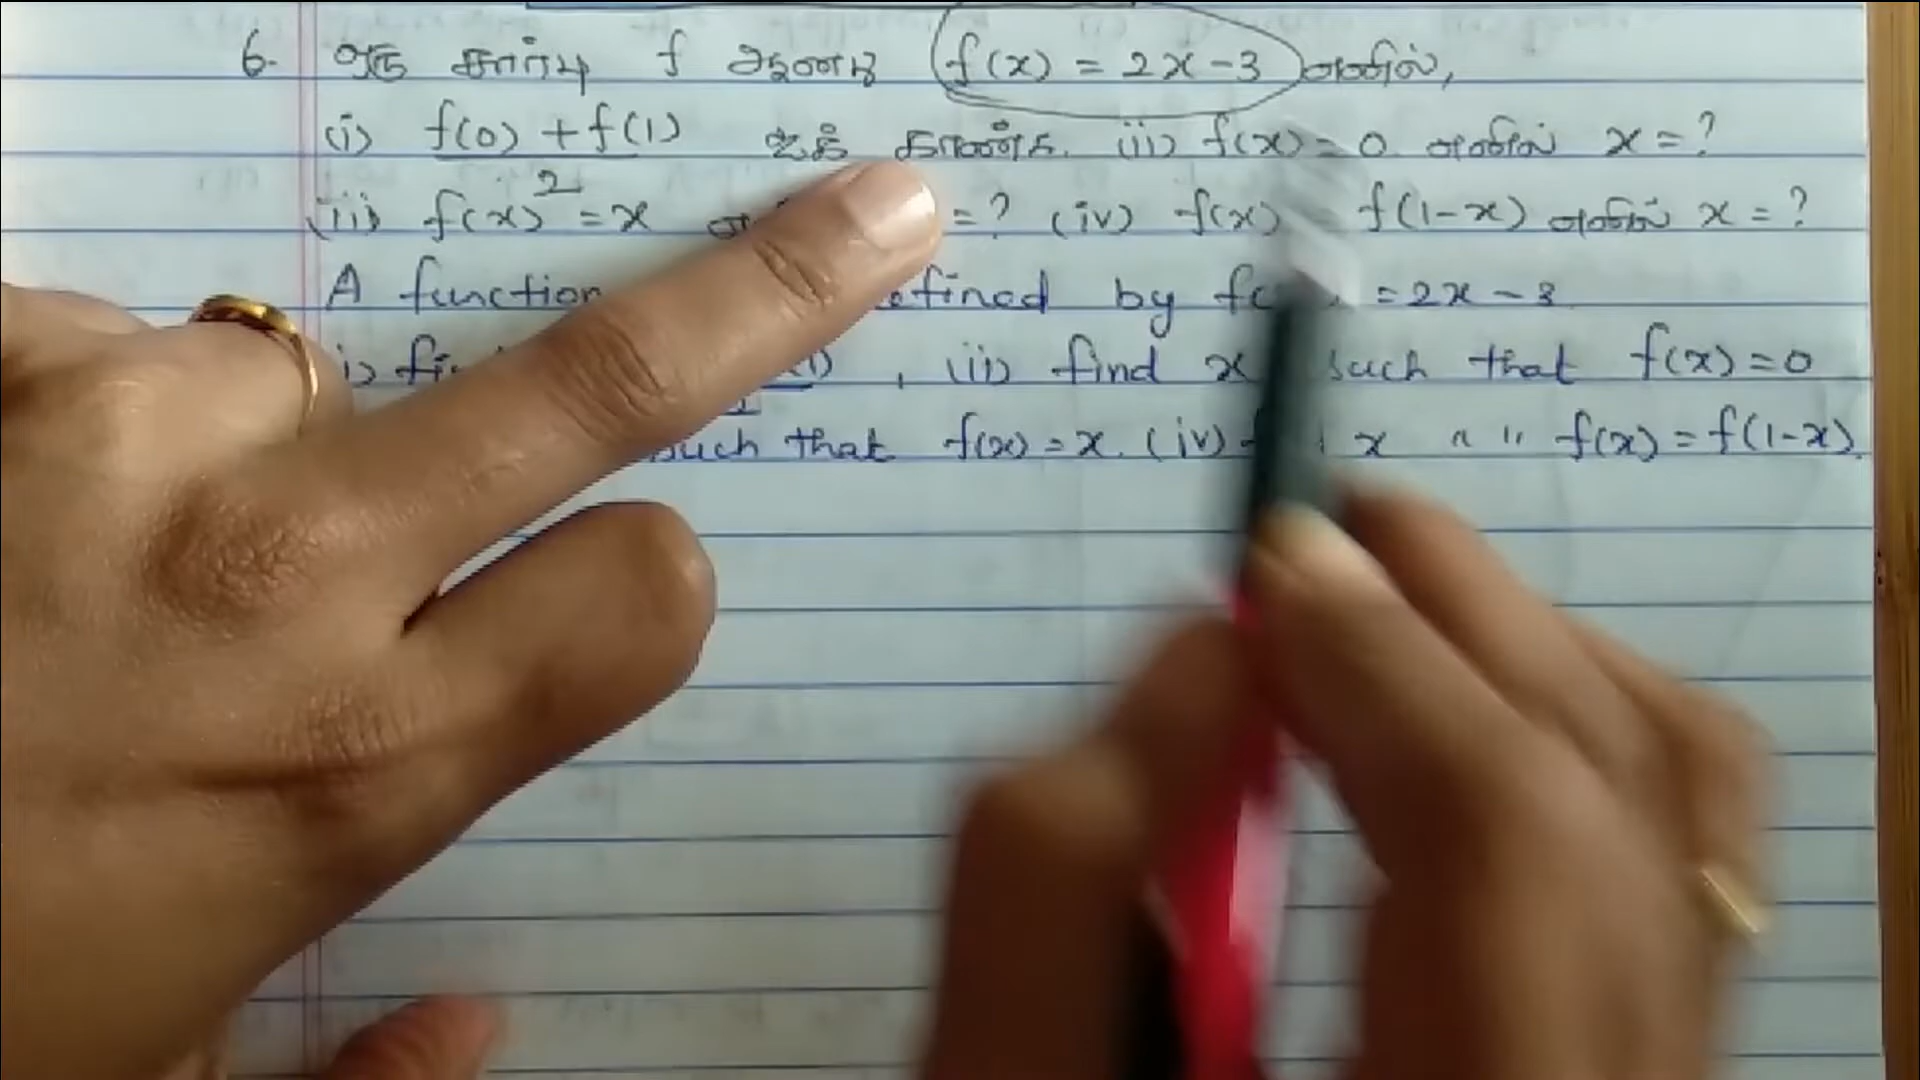 6. ஒரு சார்பு f ஆனது f(x) = 2x-3 எனில்,
(i) f(0) + f(1) / 2 ஐக் காண்க. (ii) f(x) = 0 எனில் x = ?
(iii) f(x) = x = ? (iv) f(x) = f(1-x) எனில் x = ?
A function by = 2x - 3
i) (ii) find x such that f(x) = 0
such that f(x) = x. (iv) x " " f(x) = f(1-x).